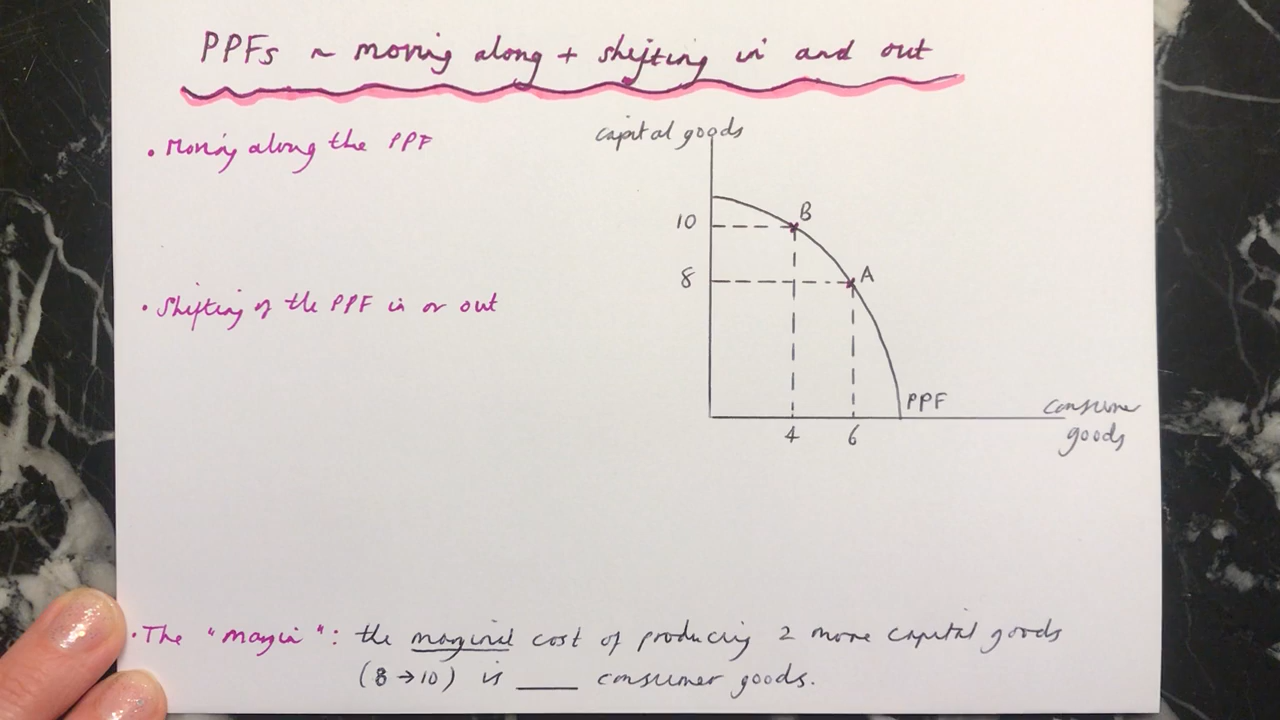 PPFs ~ moving along + shifting in and out
• Moving along the PPF
capital goods
B
10
A
8
• Shifting of the PPF in or out
PPF
consumer
goods
4 6
• The "margin": the marginal cost of producing 2 more capital goods
(8→10) is ____ consumer goods.